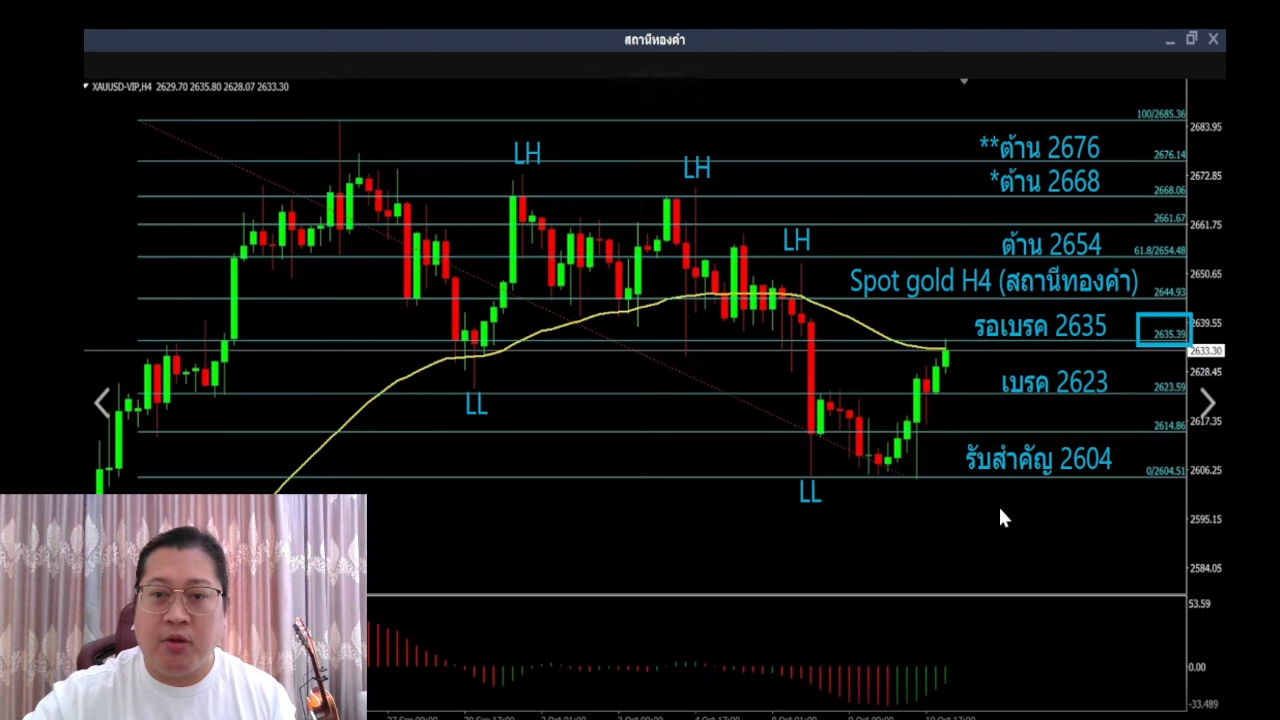 สถานีทองคำ
XAUUSD-VIP,H4 2629.70 2635.80 2628.07 2633.30
100/2685.36
2683.95
**ต้าน 2676
2676.14
LH
LH
2672.85
*ต้าน 2668
2668.06
2661.67
2661.75
LH
ต้าน 2654
61.8/2654.48
Spot gold H4 (สถานีทองคำ)
2650.65
2644.93
รอเบรค 2635
2639.55
2635.39
2633.30
2628.45
เบรค 2623
2623.59
LL
2617.35
2614.86
รับสำคัญ 2604
2606.25
0/2604.51
LL
2595.15
2584.05
53.59
0.00
-33.489